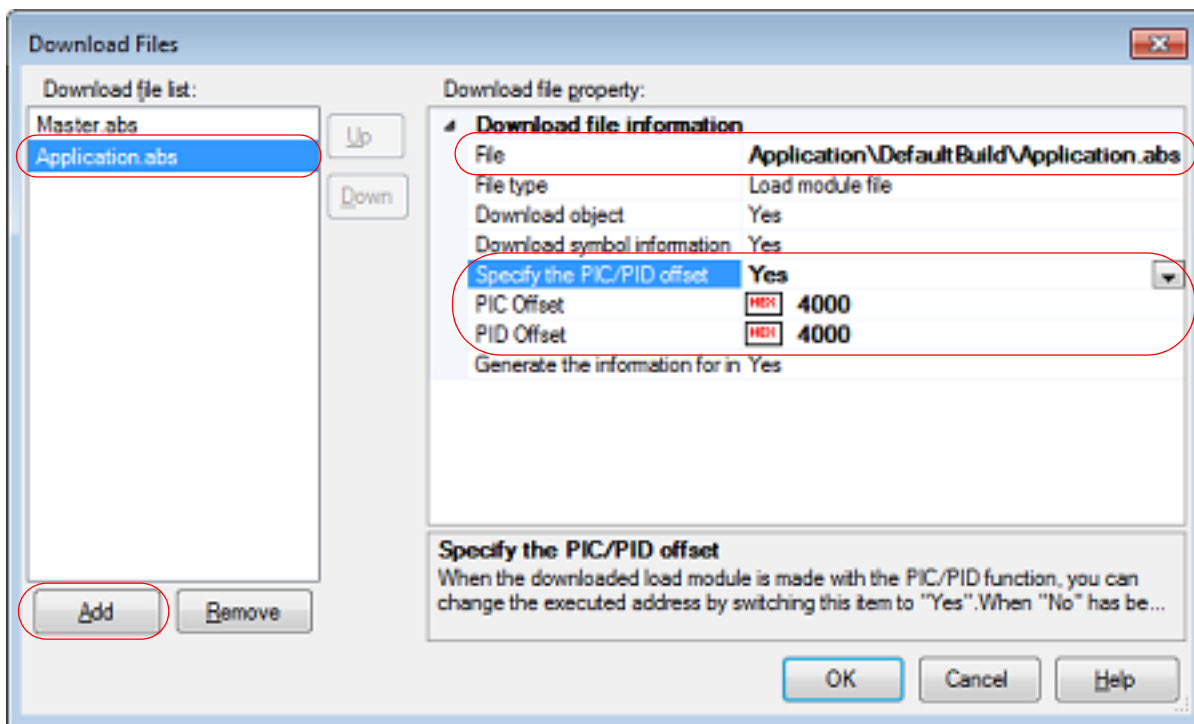 Download Files
Download file list:
Master.abs
Application.abs
Up
Down
Add
Remove
Download file property:
Download file information
File Application\DefaultBuild\Application.abs
File type Load module file
Download object Yes
Download symbol information Yes
Specify the PIC/PID offset Yes
PIC Offset HEX 4000
PID Offset HEX 4000
Generate the information for in Yes
Specify the PIC/PID offset
When the downloaded load module is made with the PIC/PID function, you can
change the executed address by switching this item to "Yes".When "No" has be...
OK Cancel Help